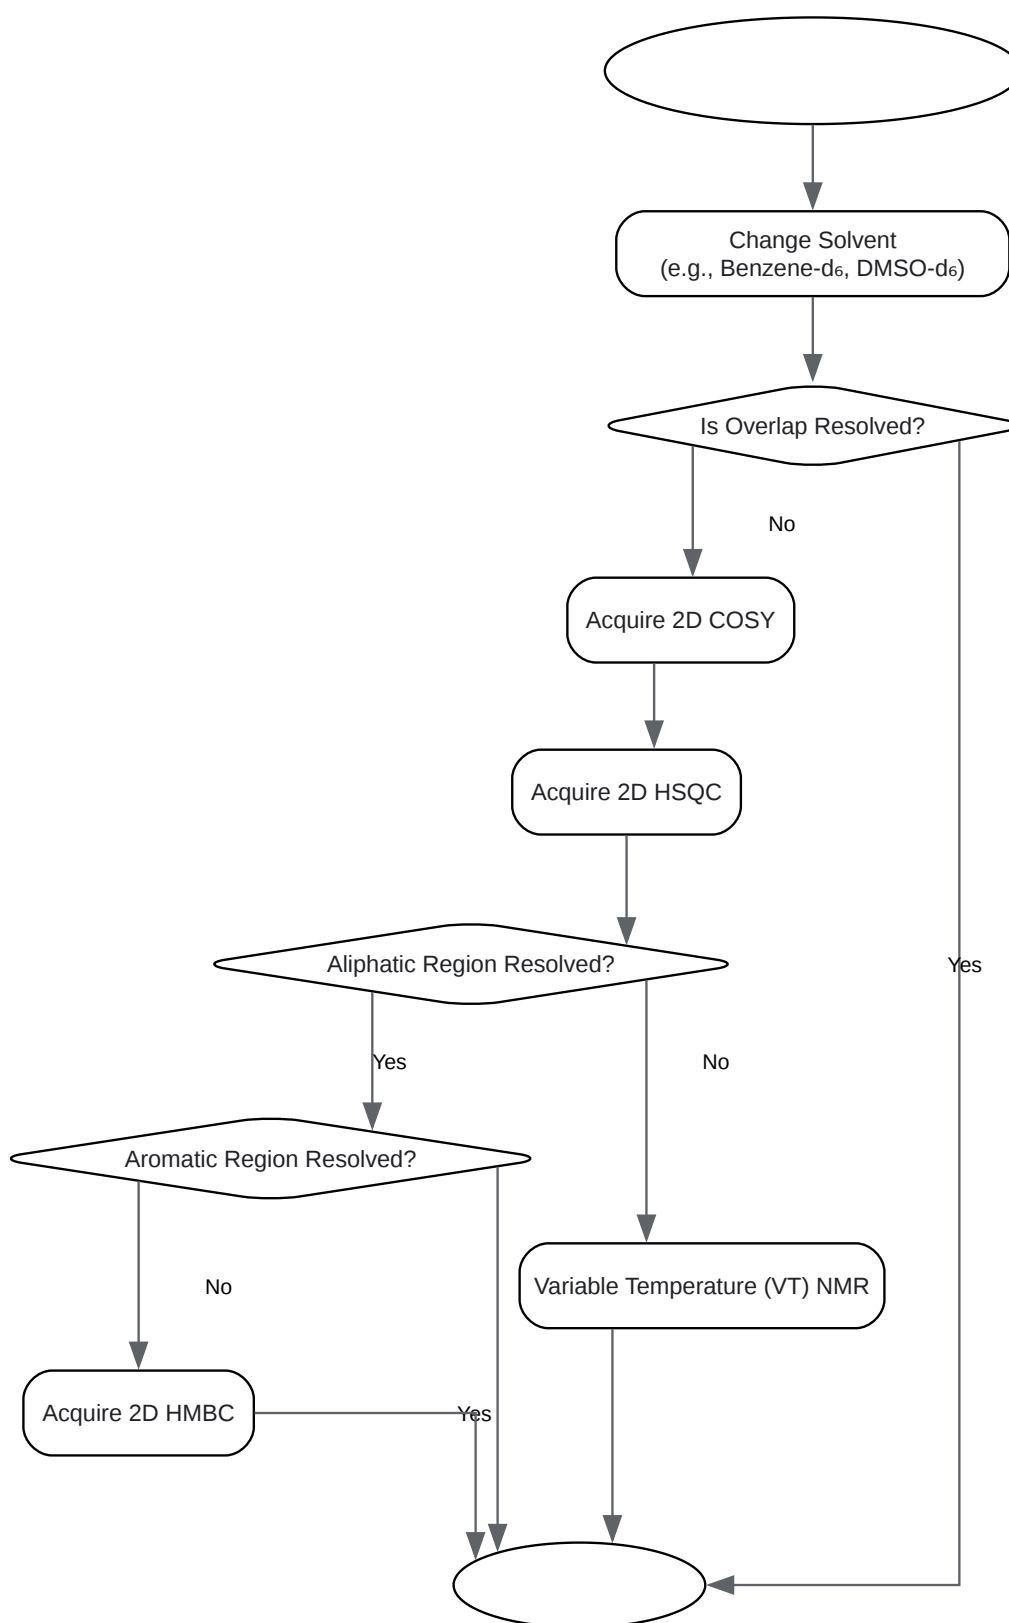 Change Solvent
(e.g., Benzene-d₆, DMSO-d₆)
Is Overlap Resolved?
No
Acquire 2D COSY
Acquire 2D HSQC
Aliphatic Region Resolved?
Yes
Yes
No
Aromatic Region Resolved?
No
Variable Temperature (VT) NMR
Acquire 2D HMBC
Yes